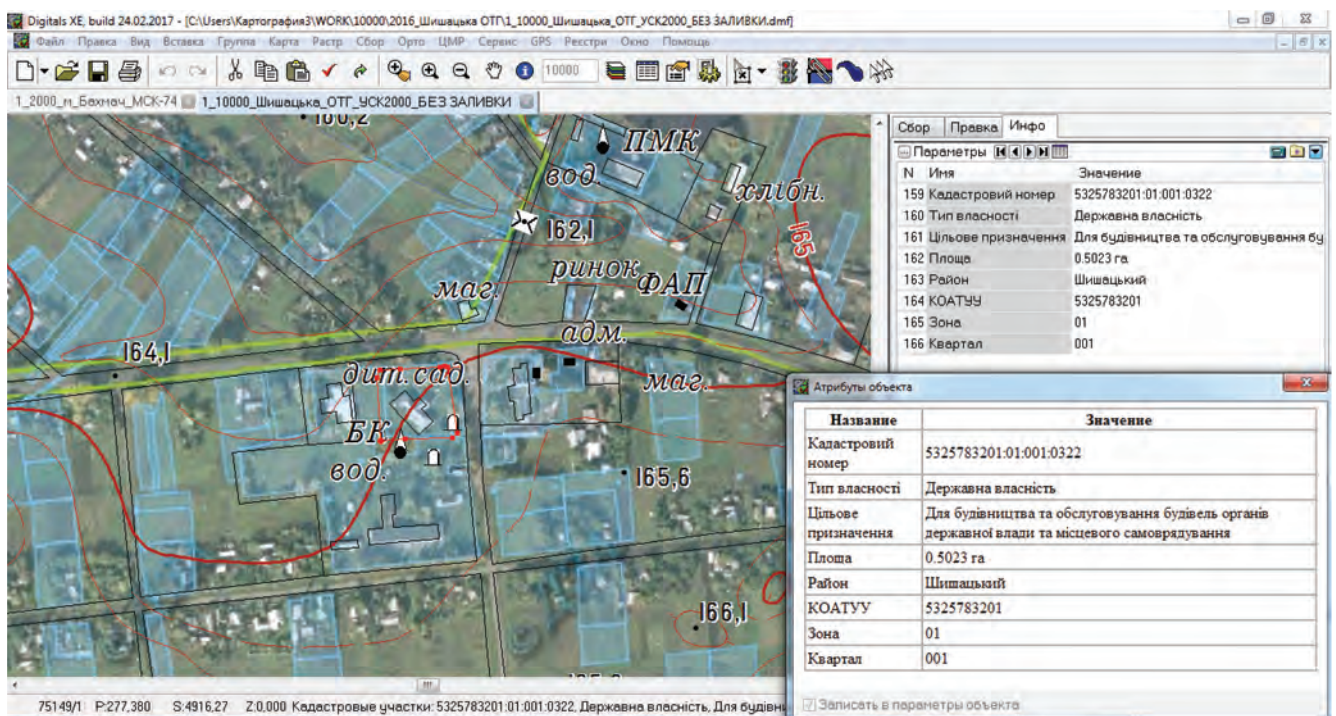 Digitals XE, build 24.02.2017 - [C:\Users\Картография3\WORK\10000\2016_Шишацька ОТГ\1_10000_Шишацька_ОТГ_УСК2000_БЕЗ ЗАЛИВКИ.dmf]
Файл Правка Вид Вставка Группа Карта Растр Сбор Орто ЦМР Сервис GPS Реєстри Окно Помощь
10000
1_2000_м_Бахмач_МСК-74 1_10000_Шишацька_ОТГ_УСК2000_БЕЗ ЗАЛИВКИ
160,2
ПМК
вод.
хлібн.
162,1
165
ринок
ФАП
маг.
адм.
164,1
дит.сад.
маг.
БК
вод.
165,6
166,1
Сбор Правка Инфо
Параметры
N Имя Значение
159 Кадастровий номер 5325783201:01:001:0322
160 Тип власності Державна власність
161 Цільове призначення Для будівництва та обслуговування бу
162 Площа 0.5023 га
163 Район Шишацький
164 КОАТУУ 5325783201
165 Зона 01
166 Квартал 001
Атрибуты объекта
Название Значение
Кадастровий
номер 5325783201:01:001:0322
Тип власності Державна власність
Цільове
призначення Для будівництва та обслуговування будівель органів
державної влади та місцевого самоврядування
Площа 0.5023 га
Район Шишацький
КОАТУУ 5325783201
Зона 01
Квартал 001
Записать в параметры объекта
75149/1 P:277,380 S:4916,27 Z:0,000 Кадастровые участки: 5325783201:01:001:0322, Державна власність, Для будівни